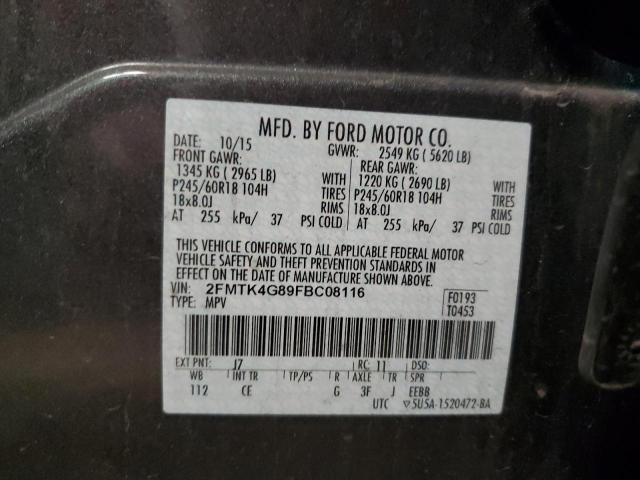 MFD. BY FORD MOTOR CO.
DATE: 10/15 GVWR: 2549 KG ( 5620 LB)
FRONT GAWR: REAR GAWR:
1345 KG ( 2965 LB) WITH 1220 KG ( 2690 LB) WITH
P245/60R18 104H TIRES P245/60R18 104H TIRES
18x8.0J RIMS 18x8.0J RIMS
AT 255 kPa/ 37 PSI COLD AT 255 kPa/ 37 PSI COLD
THIS VEHICLE CONFORMS TO ALL APPLICABLE FEDERAL MOTOR
VEHICLE SAFETY AND THEFT PREVENTION STANDARDS IN EFFECT
ON THE DATE OF MANUFACTURE SHOWN ABOVE.
VIN: 2FMTK4G89FBC08116 F0193
TYPE: MPV T0453
EXT PNT: J7 RC: 11 DSO:
WB INT TR TP/PS R AXLE TR SPR
112 CE G 3F J EEBB
UTC ▽5U5A-1520472-BA